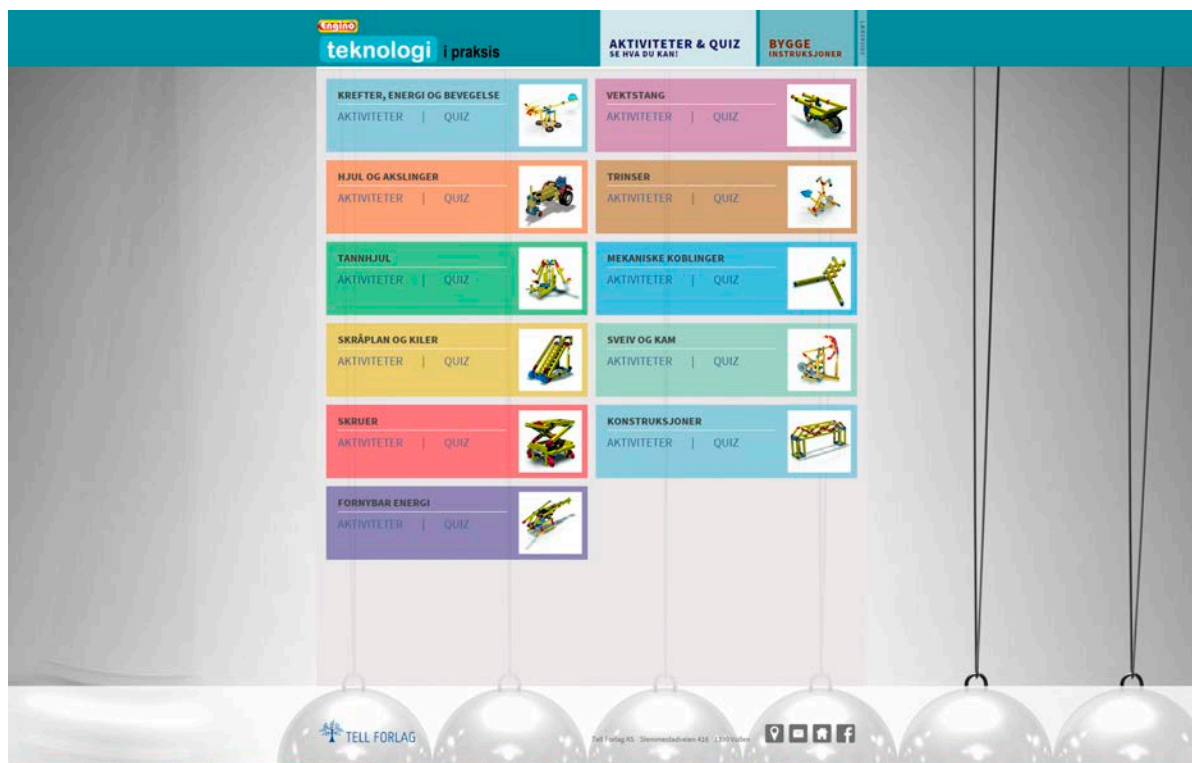 engino
teknologi i praksis
AKTIVITETER & QUIZ
SE HVA DU KAN!
BYGGE
INSTRUKSJONER
KREFTER, ENERGI OG BEVEGELSE
AKTIVITETER | QUIZ
VEKTSTANG
AKTIVITETER | QUIZ
HJUL OG AKSLINGER
AKTIVITETER | QUIZ
TRINSER
AKTIVITETER | QUIZ
TANNHJUL
AKTIVITETER | QUIZ
MEKANISKE KOBLINGER
AKTIVITETER | QUIZ
SKRÅPLAN OG KILER
AKTIVITETER | QUIZ
SVEIV OG KAM
AKTIVITETER | QUIZ
SKRUER
AKTIVITETER | QUIZ
KONSTRUKSJONER
AKTIVITETER | QUIZ
FORNYBAR ENERGI
AKTIVITETER | QUIZ
TELL FORLAG
Tell Forlag AS Slemmestadveien 416 Vollen